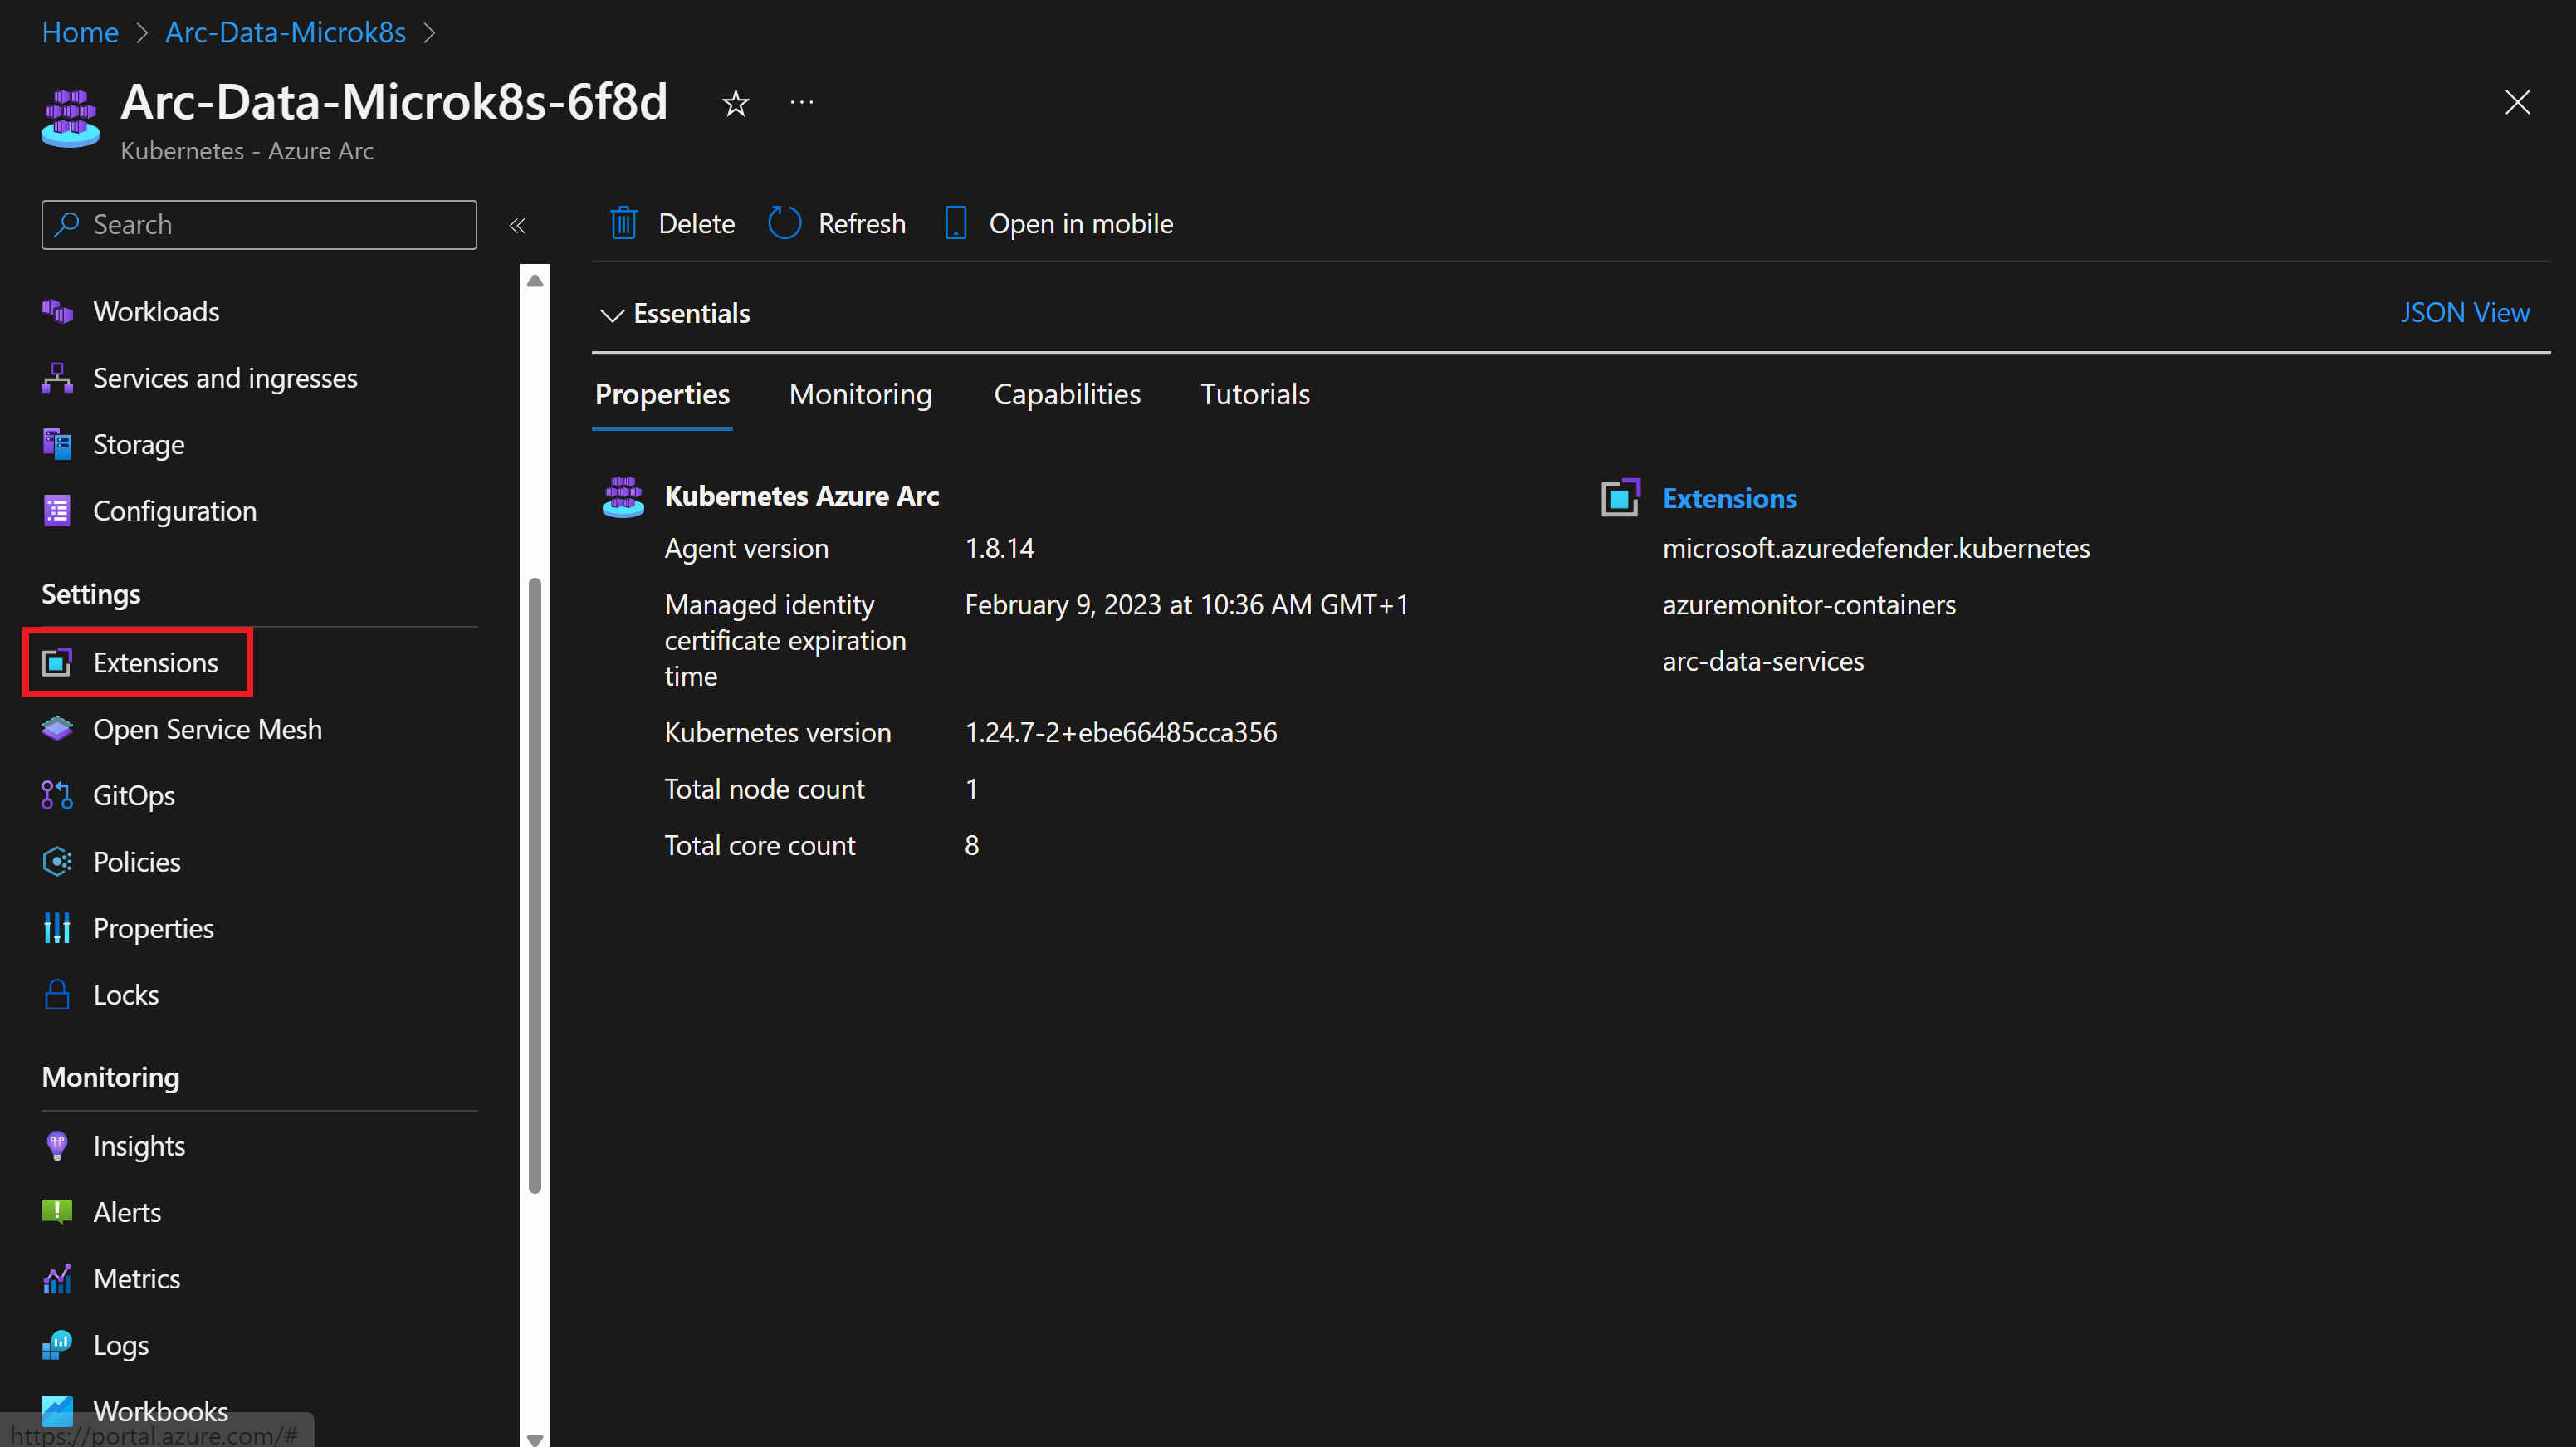 Home > Arc-Data-Microk8s >
Arc-Data-Microk8s-6f8d
Kubernetes - Azure Arc
Search
Workloads
Services and ingresses
Storage
Configuration
Settings
Extensions
Open Service Mesh
GitOps
Policies
Properties
Locks
Monitoring
Insights
Alerts
Metrics
Logs
Workbooks
https://portal.azure.com/#
Delete Refresh Open in mobile
Essentials
JSON View
Properties Monitoring Capabilities Tutorials
Kubernetes Azure Arc
Agent version 1.8.14
Managed identity February 9, 2023 at 10:36 AM GMT+1
certificate expiration
time
Kubernetes version 1.24.7-2+ebe66485cca356
Total node count 1
Total core count 8
Extensions
microsoft.azuredefender.kubernetes
azuremonitor-containers
arc-data-services